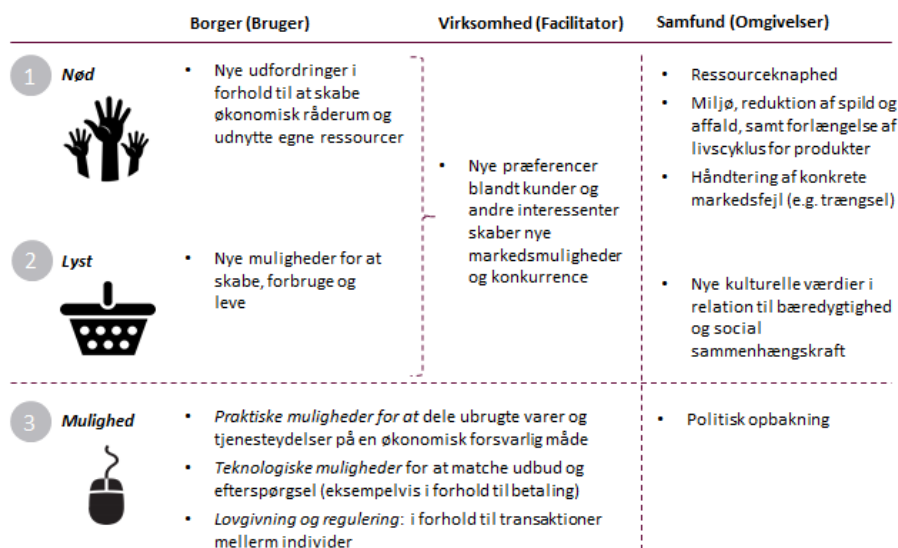 Borger (Bruger)
Virksomhed (Facilitator)
Samfund (Omgivelser)
1
Nød
• Nye udfordringer i
forhold til at skabe
økonomisk råderum og
udnytte egne ressourcer
• Nye præferencer
blandt kunder og
andre interessenter
skaber nye
markedsmuligheder
og konkurrence
• Ressourceknaphed
• Miljø, reduktion af spild og
affald, samt forlængelse af
livscyklus for produkter
• Håndtering af konkrete
markedsfejl (e.g. trængsel)
2
Lyst
• Nye muligheder for at
skabe, forbruge og
leve
• Nye kulturelle værdier i
relation til bæredygtighed
og social
sammenhængskraft
3
Mulighed
• Praktiske muligheder for at dele ubrugte varer og
tjenesteydelser på en økonomisk forsvarlig måde
• Teknologiske muligheder for at matche udbud og
efterspørgsel (eksempelvis i forhold til betaling)
• Lovgivning og regulering: i forhold til transaktioner
mellerm individer
• Politisk opbakning